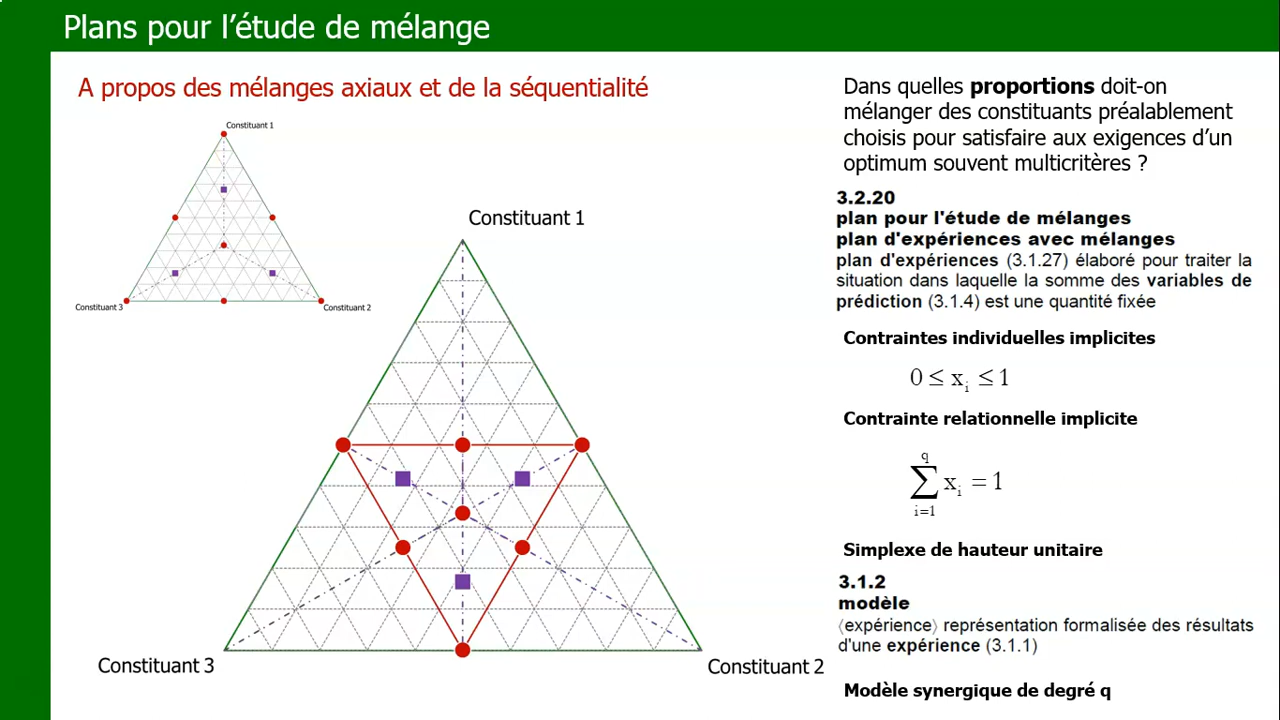 Plans pour l’étude de mélange
A propos des mélanges axiaux et de la séquentialité
Constituant 1
Constituant 3
Constituant 2
Constituant 1
Constituant 3
Constituant 2
Dans quelles proportions doit-on
mélanger des constituants préalablement
choisis pour satisfaire aux exigences d’un
optimum souvent multicritères ?
3.2.20
plan pour l'étude de mélanges
plan d'expériences avec mélanges
plan d'expériences (3.1.27) élaboré pour traiter la
situation dans laquelle la somme des variables de
prédiction (3.1.4) est une quantité fixée
Contraintes individuelles implicites
0 ≤ xᵢ ≤ 1
Contrainte relationnelle implicite
q
∑ xᵢ = 1
i=1
Simplexe de hauteur unitaire
3.1.2
modèle
〈expérience〉 représentation formalisée des résultats
d'une expérience (3.1.1)
Modèle synergique de degré q